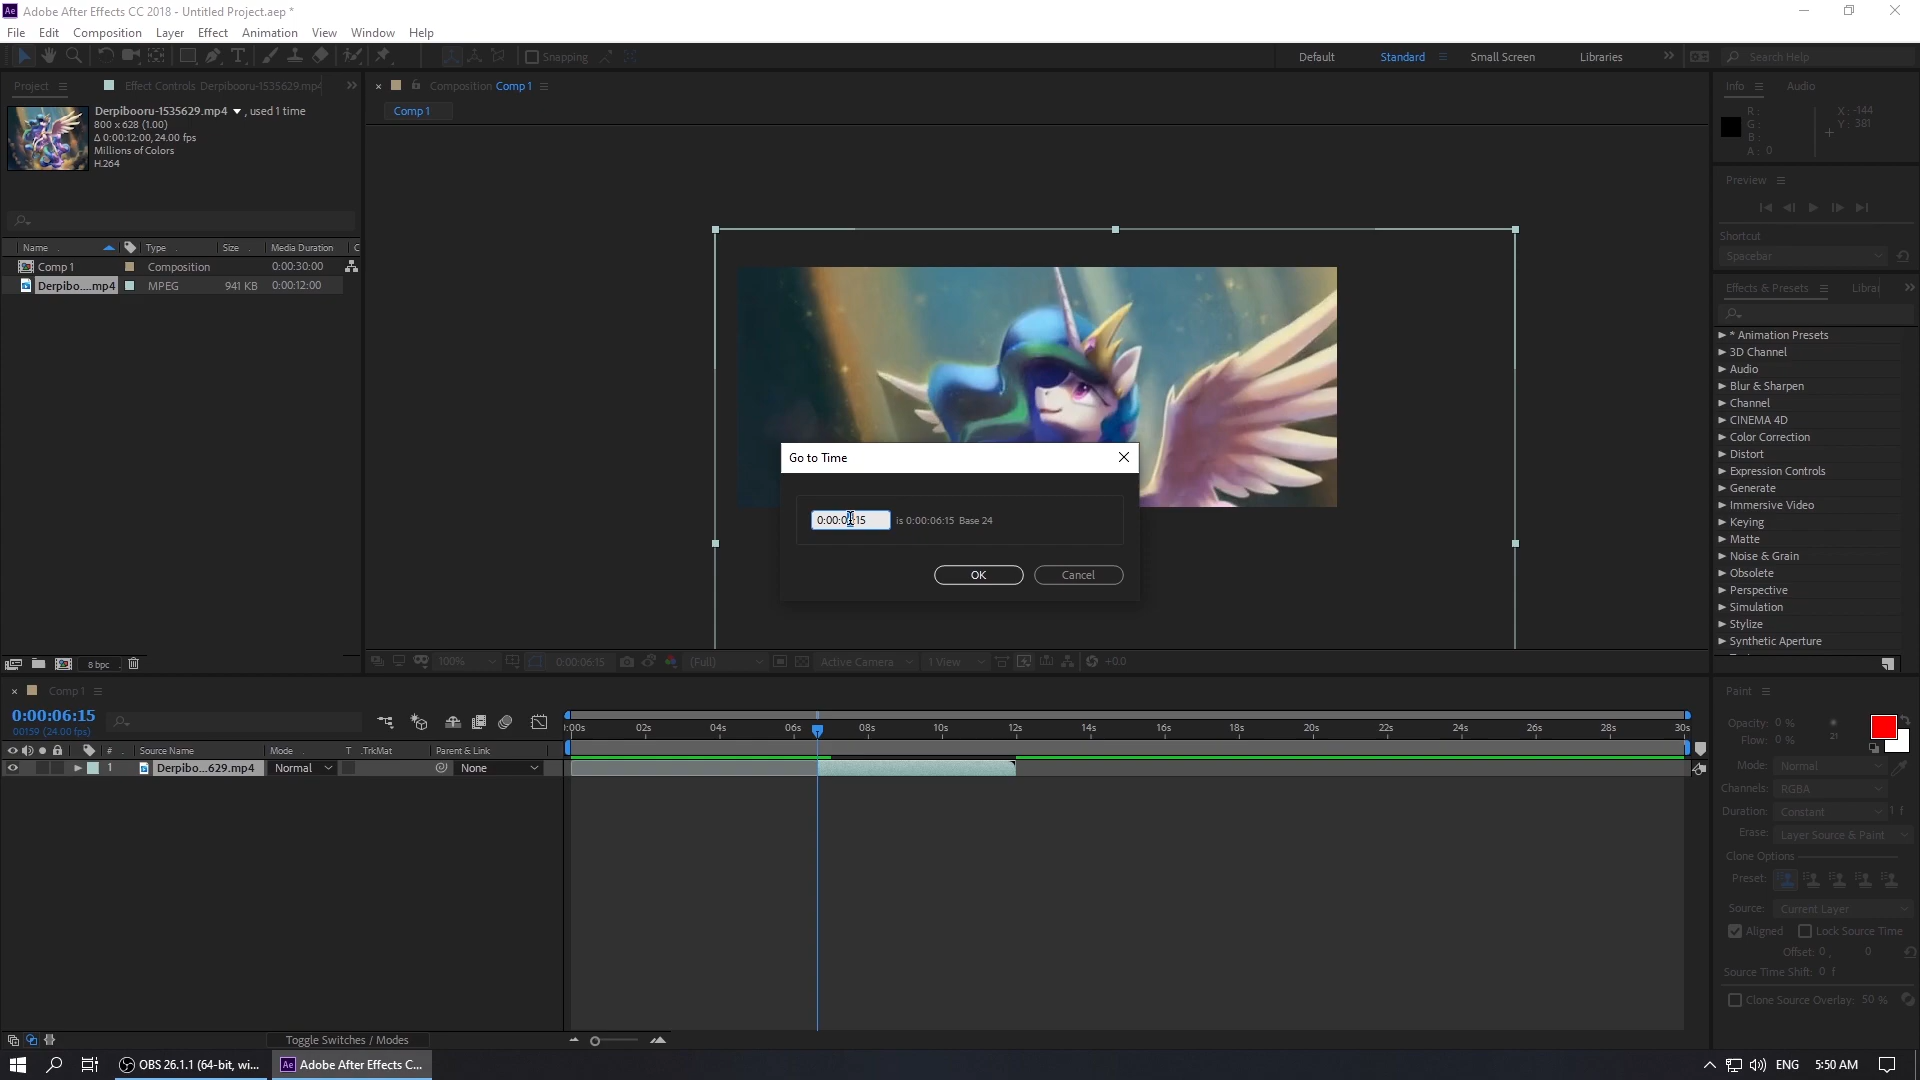 Adobe After Effects CC 2018 - Untitled Project.aep *
File Edit Composition Layer Effect Animation View Window Help
Snapping
Default Standard Small Screen Libraries Search Help
Project Effect Controls Derpibooru-1535629.mp4
Derpibooru-1535629.mp4 , used 1 time
800 x 628 (1.00)
Δ 0:00:12:00, 24.00 fps
Millions of Colors
H.264
Name Type Size Media Duration C
Comp 1 Composition 0:00:30:00
Derpibo....mp4 MPEG 941 KB 0:00:12:00
8 bpc
Composition Comp 1
Comp 1
Go to Time
0:00:06:15 is 0:00:06:15 Base 24
OK Cancel
100% 0:00:06:15 (Full) Active Camera 1 View +0.0
Info Audio
R: X: -144
G: Y: 381
B:
A: 0
Preview
Shortcut
Spacebar
Effects & Presets Librar
* Animation Presets
3D Channel
Audio
Blur & Sharpen
Channel
CINEMA 4D
Color Correction
Distort
Expression Controls
Generate
Immersive Video
Keying
Matte
Noise & Grain
Obsolete
Perspective
Simulation
Stylize
Synthetic Aperture
Comp 1
0:00:06:15
00159 (24.00 fps)
:00s 02s 04s 06s 08s 10s 12s 14s 16s 18s 20s 22s 24s 26s 28s 30s
# Source Name Mode T .TrkMat Parent & Link
1 Derpibo...629.mp4 Normal None
Toggle Switches / Modes
Paint
Opacity: 0 %
Flow: 0 % 21
Mode: Normal
Channels: RGBA
Duration: Constant 1 f
Erase: Layer Source & Paint
Clone Options
Preset:
Source: Current Layer
Aligned Lock Source Time
Offset: 0 , 0
Source Time Shift: 0 f
Clone Source Overlay: 50 %
OBS 26.1.1 (64-bit, wi...
Ae Adobe After Effects C...
ENG 5:50 AM